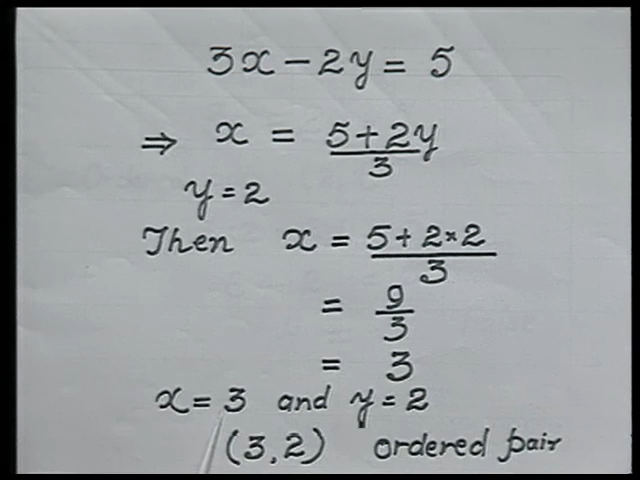 3x - 2y = 5
⇒ x = (5+2y)/3
y = 2
Then x = (5+2×2)/3
= 9/3
= 3
x = 3 and y = 2
(3,2) ordered pair